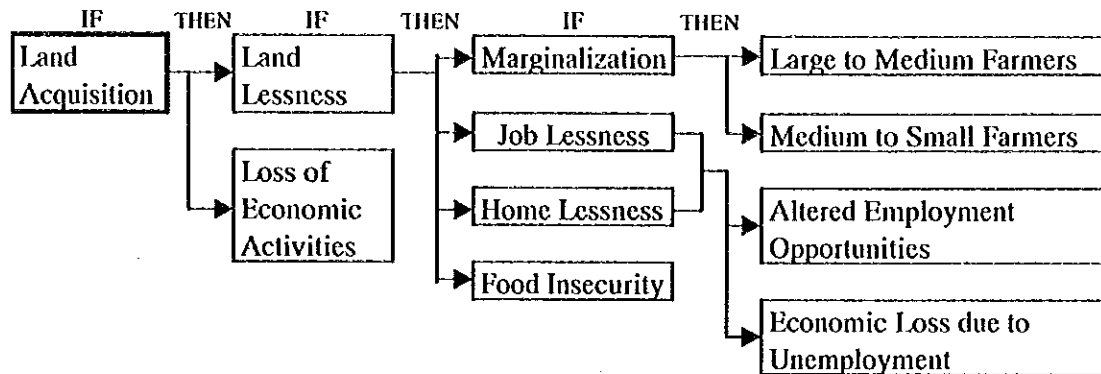 IF THEN IF THEN IF THEN
Land
Acquisition
Land
Lessness
Loss of
Economic
Activities
Marginalization
Job Lessness
Home Lessness
Food Insecurity
Large to Medium Farmers
Medium to Small Farmers
Altered Employment
Opportunities
Economic Loss due to
Unemployment